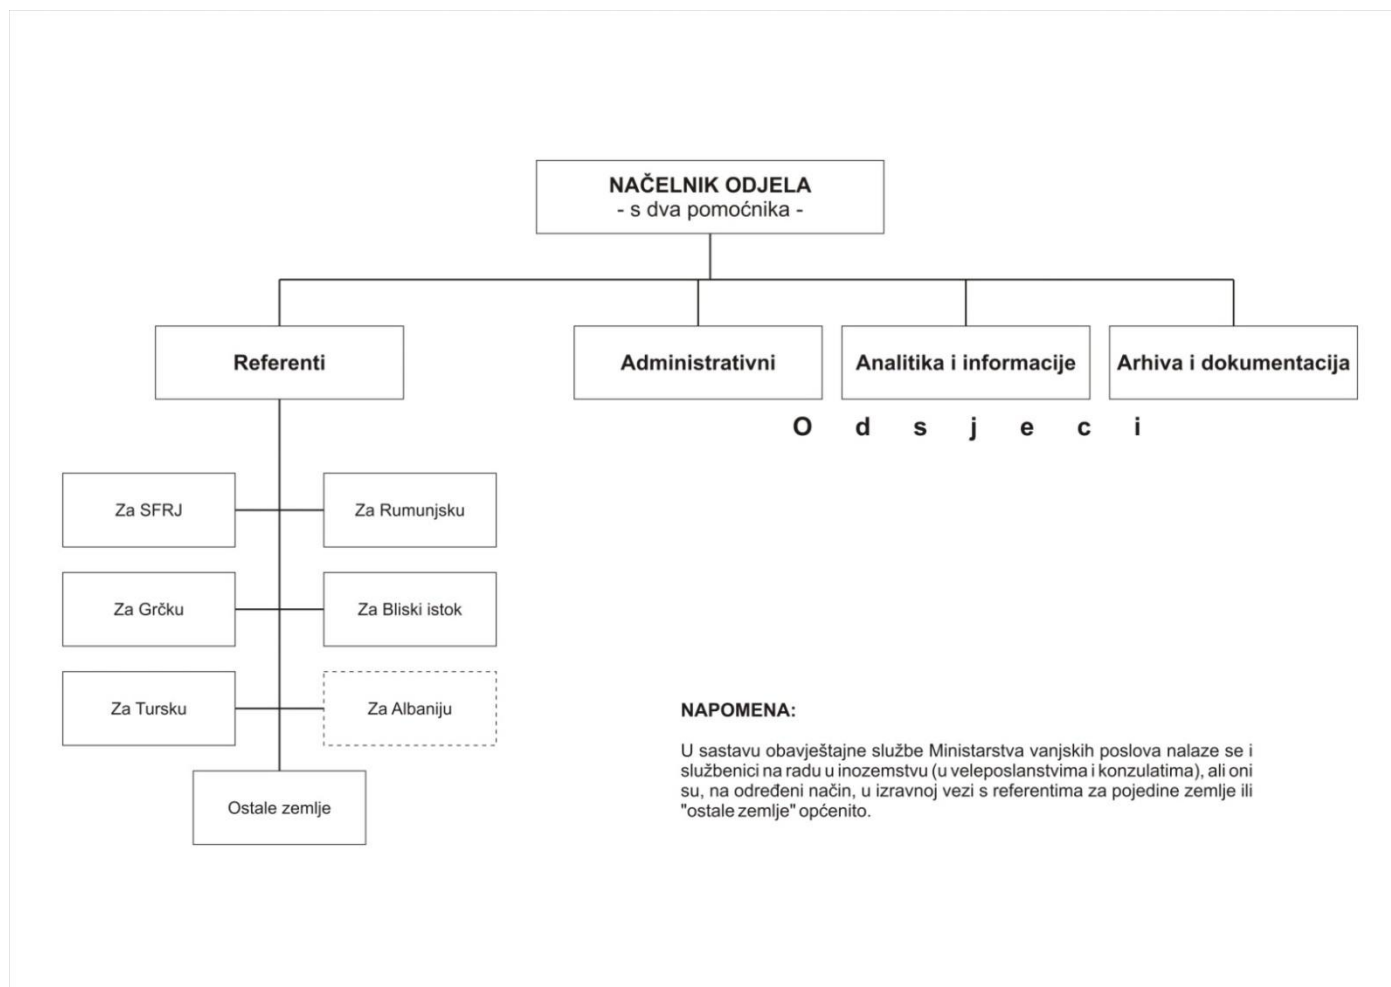 NAČELNIK ODJELA
- s dva pomoćnika -
Referenti
Administrativni
Analitika i informacije
Arhiva i dokumentacija
O d s j e c i
Za SFRJ
Za Rumunjsku
Za Grčku
Za Bliski istok
Za Tursku
Za Albaniju
Ostale zemlje
NAPOMENA:
U sastavu obavještajne službe Ministarstva vanjskih poslova nalaze se i
službenici na radu u inozemstvu (u veleposlanstvima i konzulatima), ali oni
su, na određeni način, u izravnoj vezi s referentima za pojedine zemlje ili
"ostale zemlje" općenito.